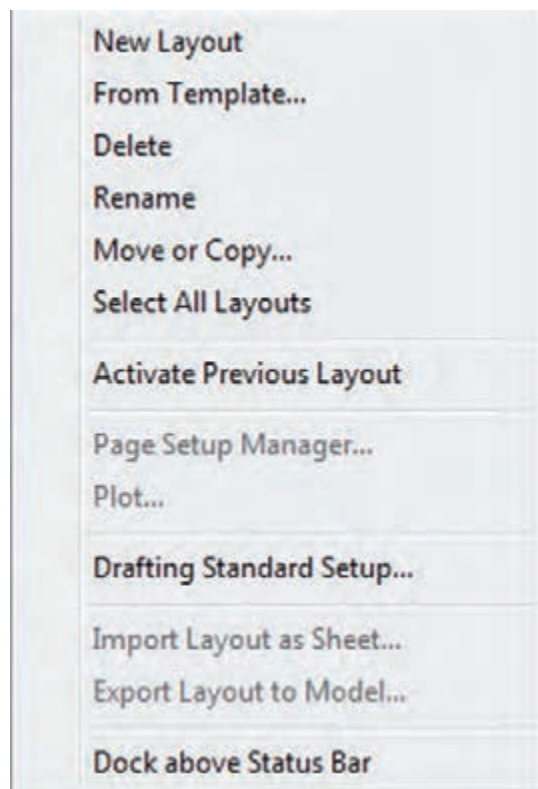 New Layout
From Template...
Delete
Rename
Move or Copy...
Select All Layouts
Activate Previous Layout
Page Setup Manager...
Plot...
Drafting Standard Setup...
Import Layout as Sheet...
Export Layout to Model...
Dock above Status Bar